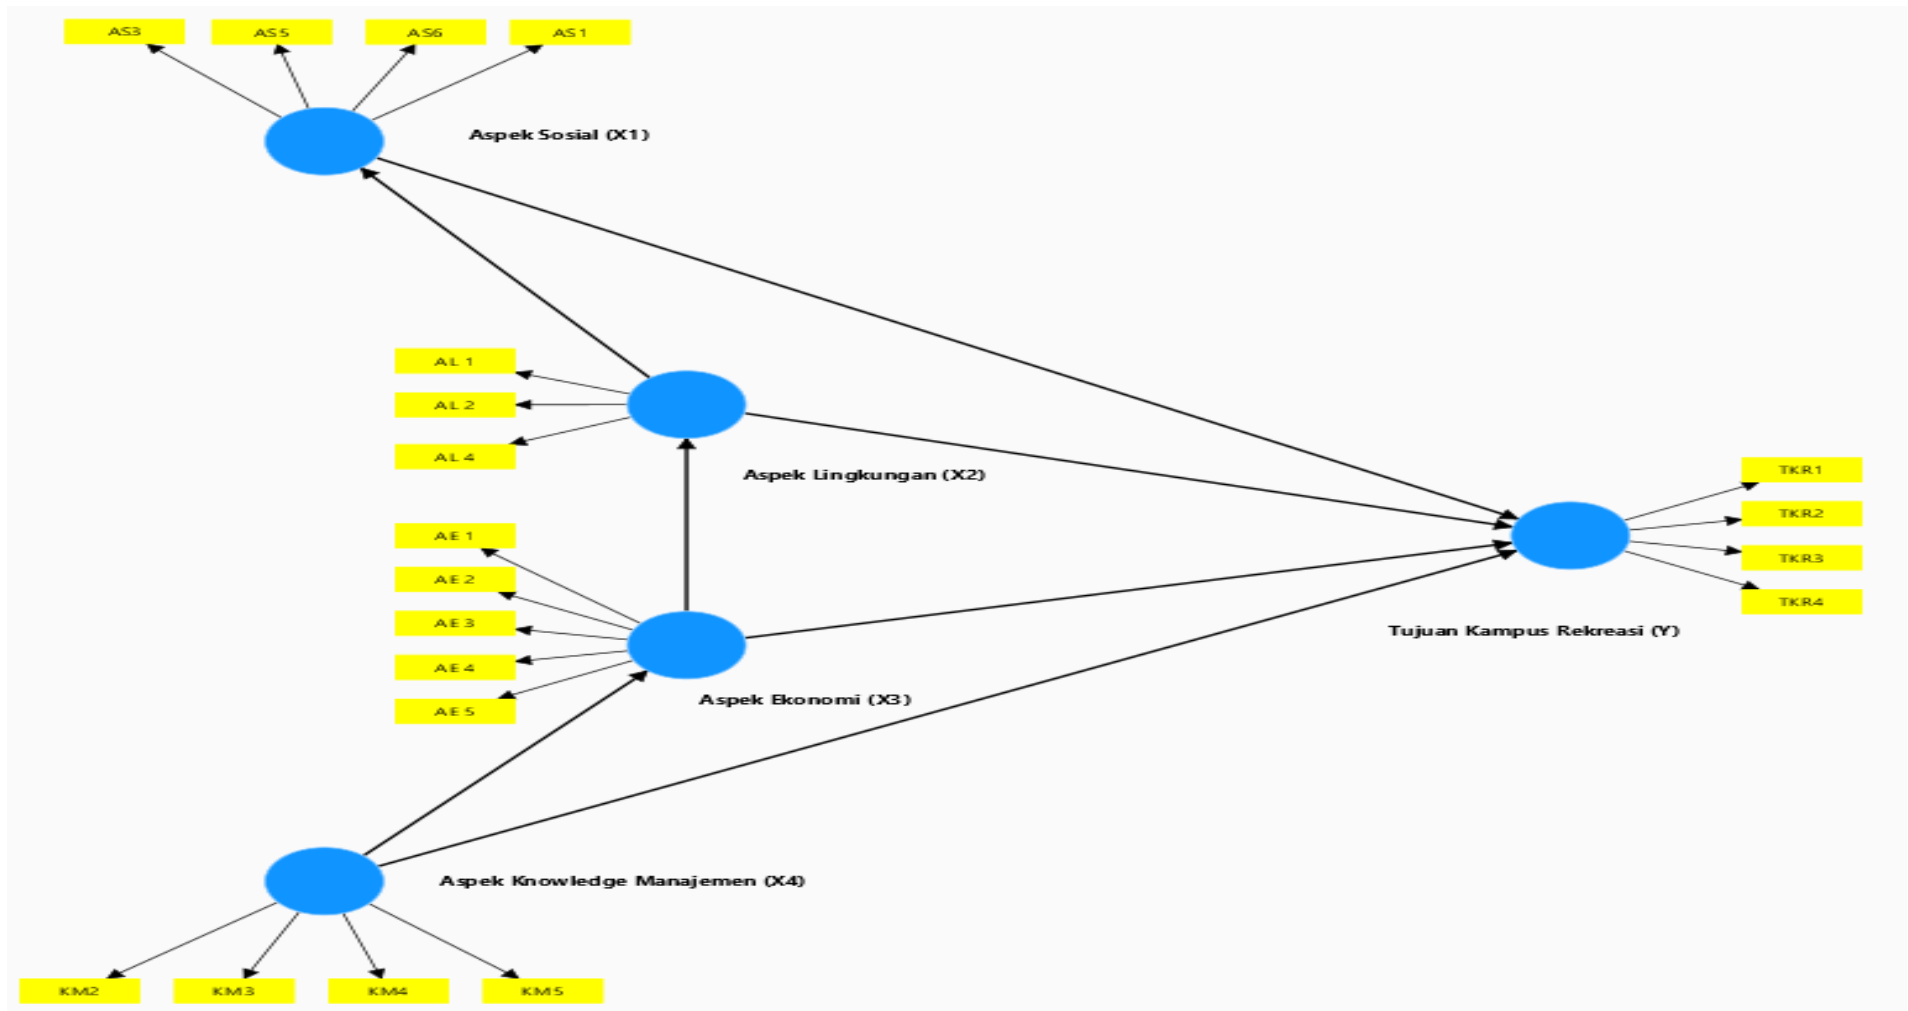 AS3
AS5
AS6
AS1
Aspek Sosial (X1)
AL 1
AL 2
AL 4
Aspek Lingkungan (X2)
AE 1
AE 2
AE 3
AE 4
AE 5
Aspek Ekonomi (X3)
TKR1
TKR2
TKR3
TKR4
Tujuan Kampus Rekreasi (Y)
Aspek Knowledge Manajemen (X4)
KM2
KM3
KM4
KM5